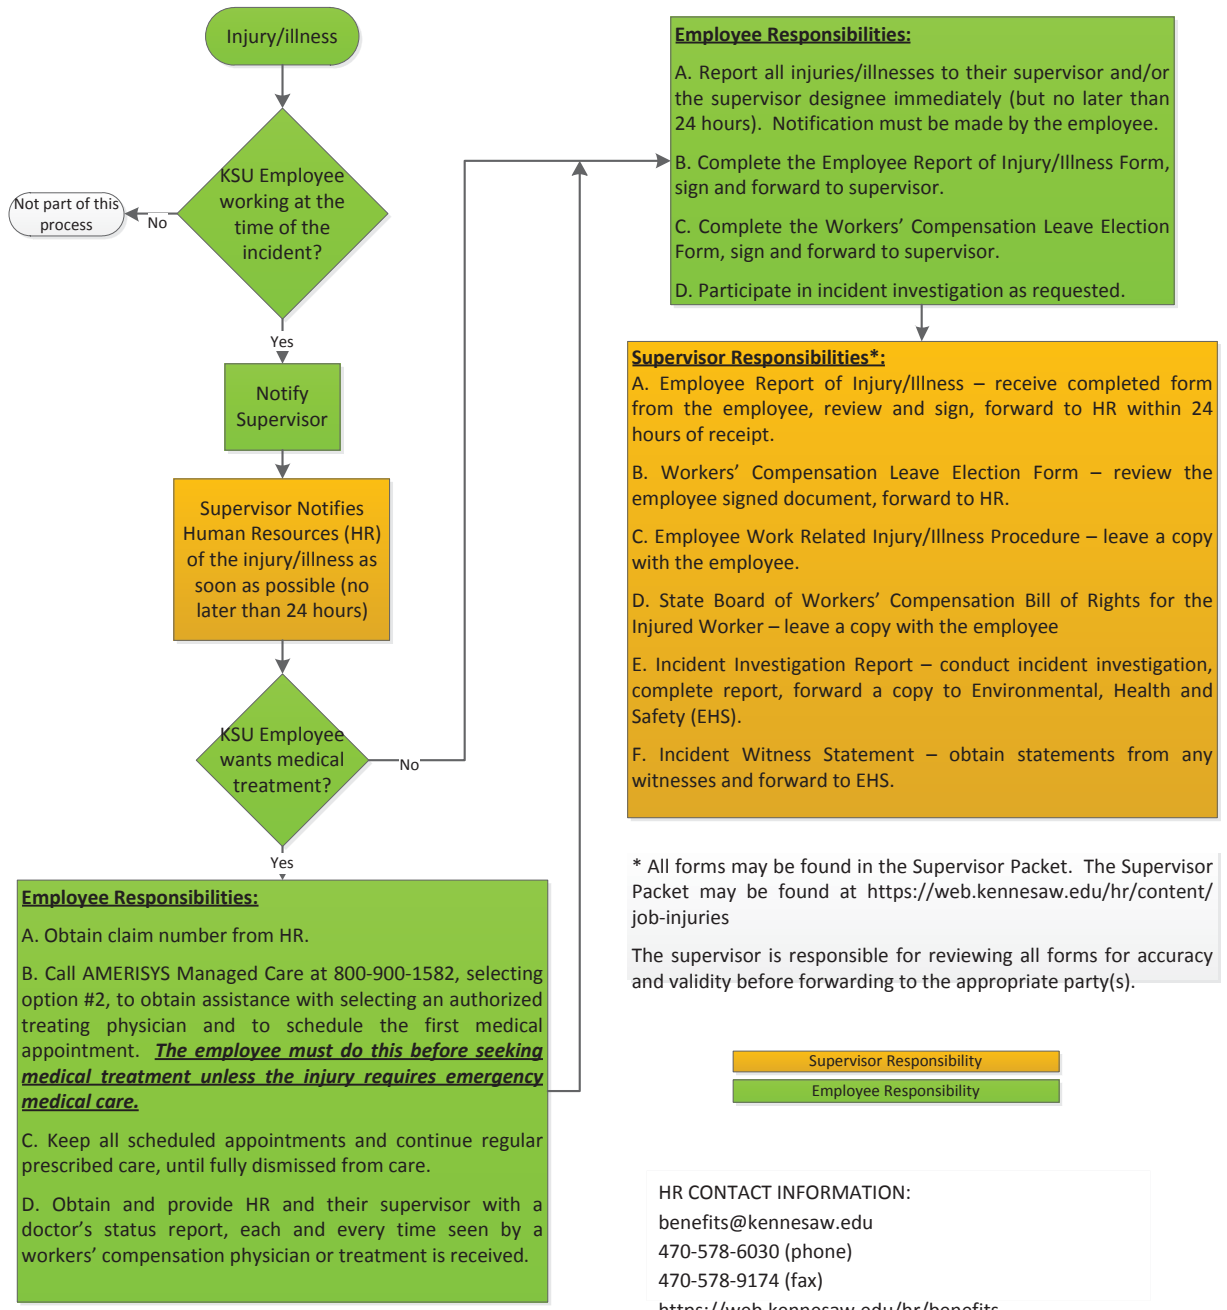 Injury/illness
KSU Employee
working at the
time of the
incident?
No
Not part of this
process
Yes
Notify
Supervisor
Supervisor Notifies
Human Resources (HR)
of the injury/illness as
soon as possible (no
later than 24 hours)
KSU Employee
wants medical
treatment?
No
Yes
Employee Responsibilities:
A. Obtain claim number from HR.
B. Call AMERISYS Managed Care at 800-900-1582, selecting
option #2, to obtain assistance with selecting an authorized
treating physician and to schedule the first medical
appointment. The employee must do this before seeking
medical treatment unless the injury requires emergency
medical care.
C. Keep all scheduled appointments and continue regular
prescribed care, until fully dismissed from care.
D. Obtain and provide HR and their supervisor with a
doctor's status report, each and every time seen by a
workers' compensation physician or treatment is received.
Employee Responsibilities:
A. Report all injuries/illnesses to their supervisor and/or
the supervisor designee immediately (but no later than
24 hours). Notification must be made by the employee.
B. Complete the Employee Report of Injury/Illness Form,
sign and forward to supervisor.
C. Complete the Workers' Compensation Leave Election
Form, sign and forward to supervisor.
D. Participate in incident investigation as requested.
Supervisor Responsibilities*:
A. Employee Report of Injury/Illness – receive completed form
from the employee, review and sign, forward to HR within 24
hours of receipt.
B. Workers' Compensation Leave Election Form – review the
employee signed document, forward to HR.
C. Employee Work Related Injury/Illness Procedure – leave a copy
with the employee.
D. State Board of Workers' Compensation Bill of Rights for the
Injured Worker – leave a copy with the employee
E. Incident Investigation Report – conduct incident investigation,
complete report, forward a copy to Environmental, Health and
Safety (EHS).
F. Incident Witness Statement – obtain statements from any
witnesses and forward to EHS.
* All forms may be found in the Supervisor Packet. The Supervisor
Packet may be found at https://web.kennesaw.edu/hr/content/
job-injuries
The supervisor is responsible for reviewing all forms for accuracy
and validity before forwarding to the appropriate party(s).
Supervisor Responsibility
Employee Responsibility
HR CONTACT INFORMATION:
benefits@kennesaw.edu
470-578-6030 (phone)
470-578-9174 (fax)
https://web.kennesaw.edu/hr/benefits